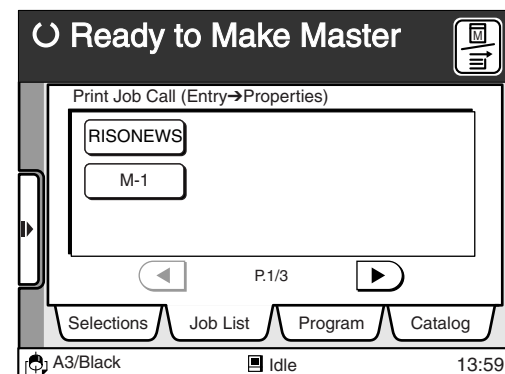 Ready to Make Master
M
Print Job Call (Entry➔Properties)
RISONEWS
M-1
P.1/3
Selections Job List Program Catalog
A3/Black Idle 13:59